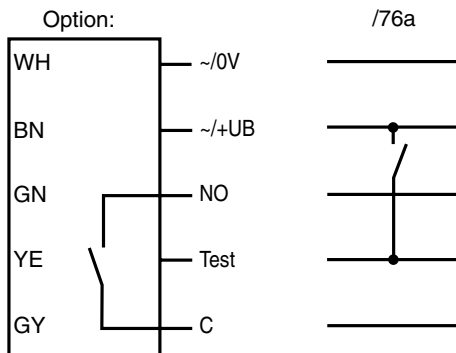 Option: /76a
WH ~/0V
BN ~/+UB
GN NO
YE Test
GY C